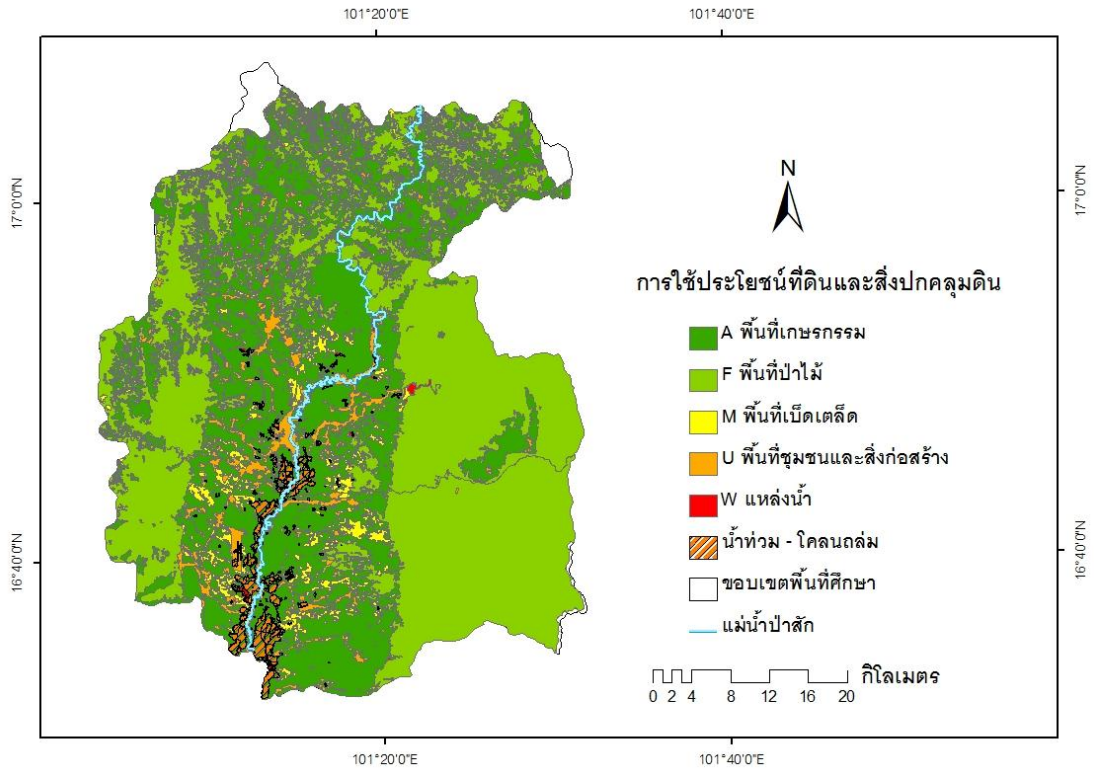 101°20'0"E 101°40'0"E
17°0'0"N 17°0'0"N
N
การใช้ประโยชน์ที่ดินและสิ่งปกคลุมดิน
A พื้นที่เกษรกรรม
F พื้นที่ป่าไม้
M พื้นที่เบ็ดเตล็ด
U พื้นที่ชุมชนและสิ่งก่อสร้าง
W แหล่งน้ำ
น้ำท่วม - โคลนถล่ม
16°40'0"N 16°40'0"N
ขอบเขตพื้นที่ศึกษา
แม่น้ำป่าสัก
กิโลเมตร
0 2 4 8 12 16 20
101°20'0"E 101°40'0"E